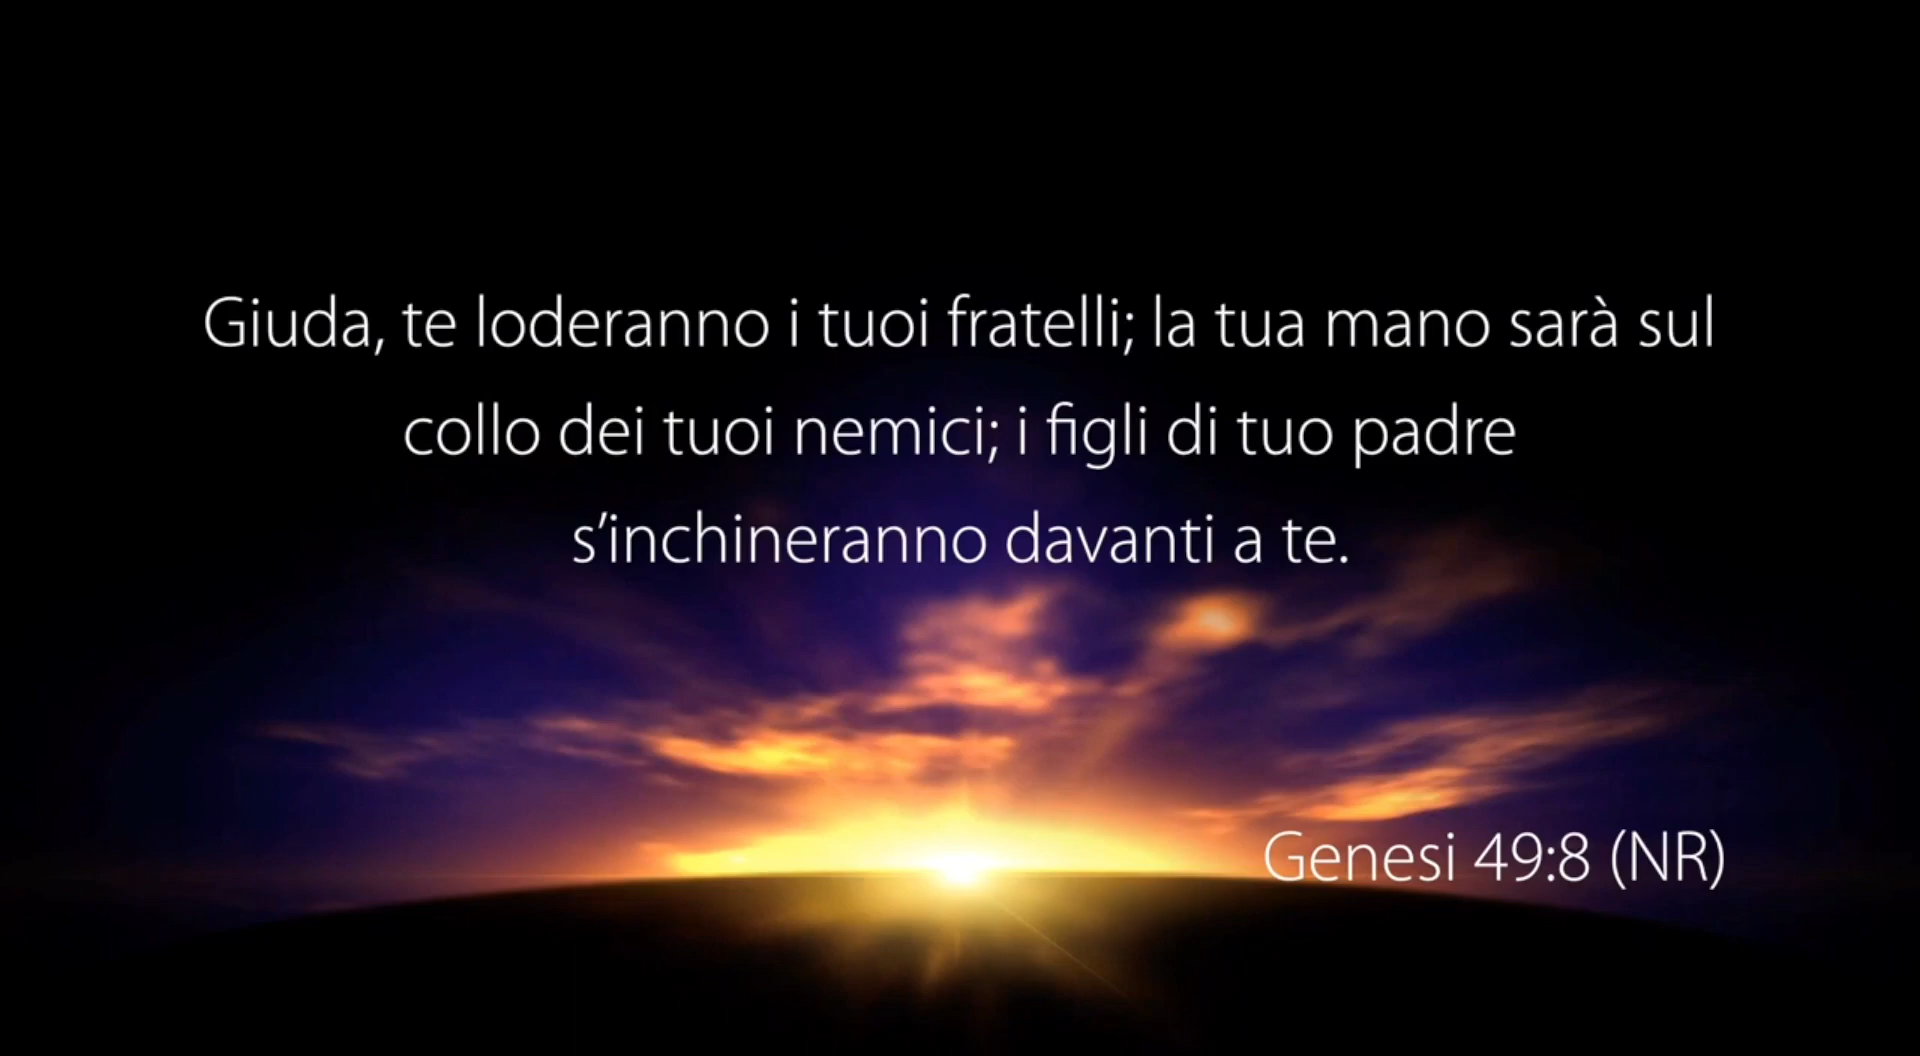 Giuda, te loderanno i tuoi fratelli; la tua mano sarà sul
collo dei tuoi nemici; i figli di tuo padre
s’inchineranno davanti a te.
Genesi 49:8 (NR)